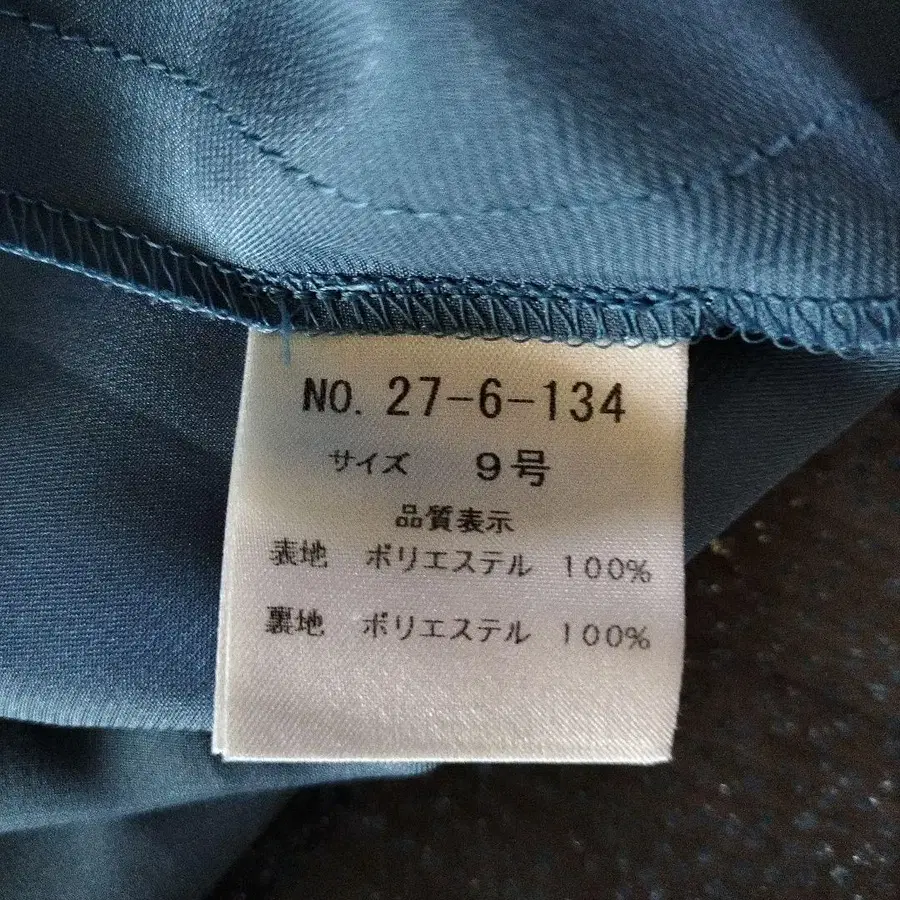 NO. 27-6-134
サイズ 9号
品質表示
表地 ポリエステル 100%
裏地 ポリエステル 100%